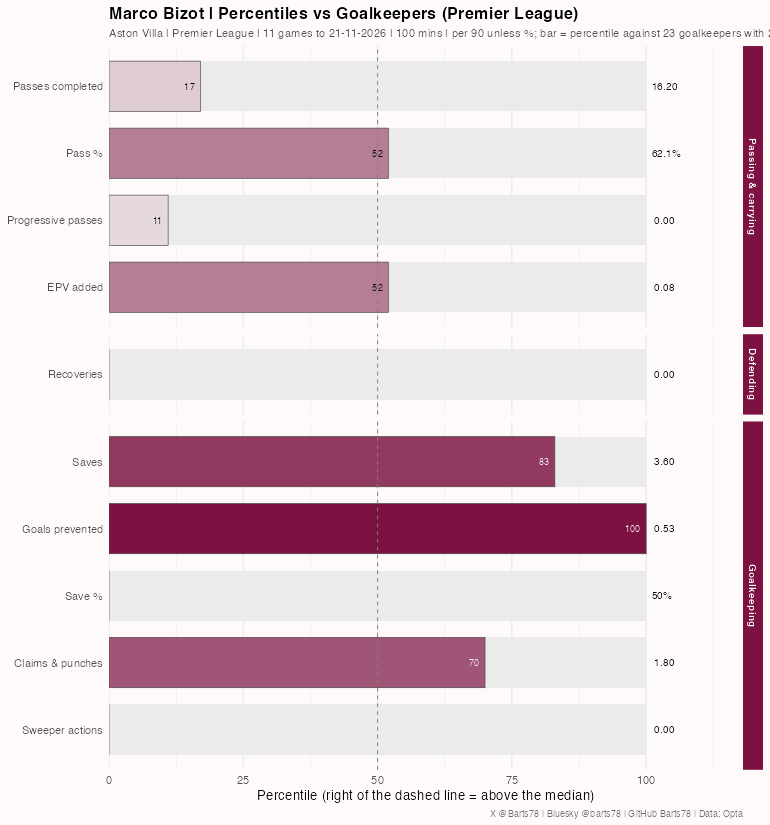 Marco Bizot | Percentiles vs Goalkeepers (Premier League)
Aston Villa | Premier League | 11 games to 21-11-2026 | 100 mins | per 90 unless %; bar = percentile against 23 goalkeepers with
Passes completed 17 16.20
Pass % 52 62.1%
Progressive passes 11 0.00
EPV added 52 0.08
Passing & carrying
Recoveries 0.00
Defending
Saves 83 3.60
Goals prevented 100 0.53
Save % 50%
Claims & punches 70 1.80
Sweeper actions 0.00
Goalkeeping
0 25 50 75 100
Percentile (right of the dashed line = above the median)
X @Barts78 | Bluesky @barts78 | GitHub Barts78 | Data: Opta